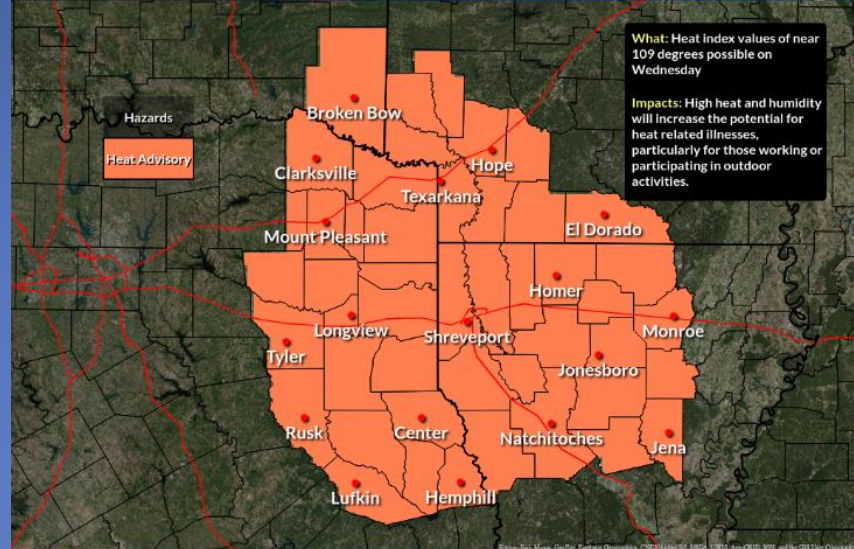 What: Heat index values of near
109 degrees possible on
Wednesday
Impacts: High heat and humidity
will increase the potential for
heat related illnesses,
particularly for those working or
participating in outdoor
activities.
Hazards
Heat Advisory
Broken Bow
Clarksville
Hope
Texarkana
Mount Pleasant
El Dorado
Homer
Longview
Shreveport
Monroe
Tyler
Jonesboro
Rusk
Center
Natchitoches
Jena
Lufkin
Hemphill